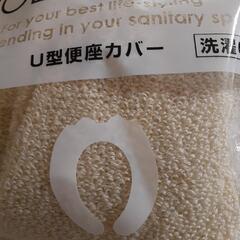 for your best life-styling
ending in your sanitary sp
U型便座カバー
洗濯